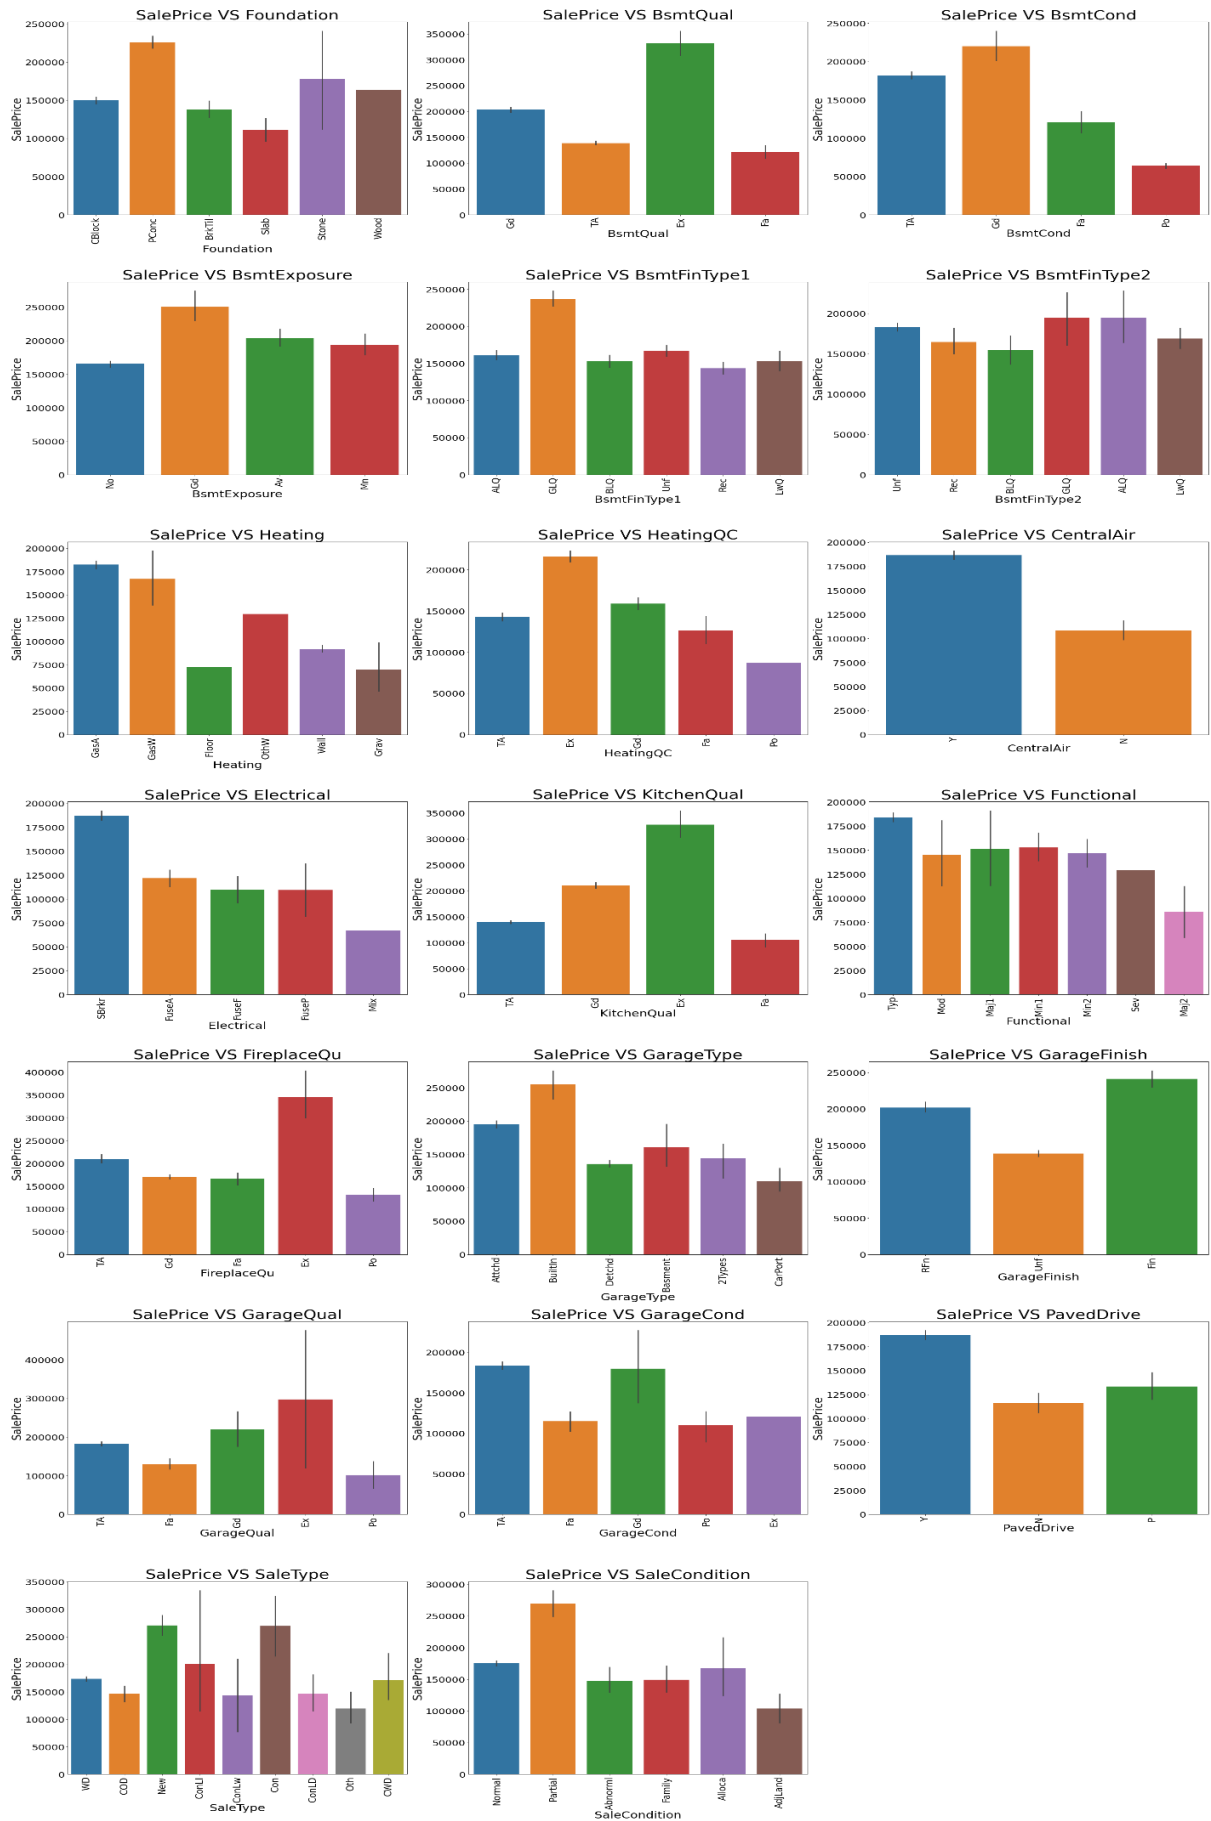 SalePrice VS Foundation
SalePrice
250000
200000
150000
100000
50000
0
CBlock
PConc
BrkTil
Slab
Stone
Wood
Foundation
SalePrice VS BsmtQual
SalePrice
350000
300000
250000
200000
150000
100000
50000
0
Gd
TA
Ex
Fa
BsmtQual
SalePrice VS BsmtCond
SalePrice
250000
200000
150000
100000
50000
0
TA
Gd
Fa
Po
BsmtCond
SalePrice VS BsmtExposure
SalePrice
250000
200000
150000
100000
50000
0
No
Gd
Av
Mn
BsmtExposure
SalePrice VS BsmtFinType1
SalePrice
250000
200000
150000
100000
50000
0
ALQ
GLQ
BLQ
Unf
Rec
LwQ
BsmtFinType1
SalePrice VS BsmtFinType2
SalePrice
200000
150000
100000
50000
0
Unf
Rec
BLQ
GLQ
ALQ
LwQ
BsmtFinType2
SalePrice VS Heating
SalePrice
200000
175000
150000
125000
100000
75000
50000
25000
0
GasA
GasW
Floor
OthW
Wall
Grav
Heating
SalePrice VS HeatingQC
SalePrice
200000
150000
100000
50000
0
TA
Ex
Gd
Fa
Po
HeatingQC
SalePrice VS CentralAir
SalePrice
200000
175000
150000
125000
100000
75000
50000
25000
0
Y
N
CentralAir
SalePrice VS Electrical
SalePrice
200000
175000
150000
125000
100000
75000
50000
25000
0
SBrkr
FuseA
FuseF
FuseP
Mix
Electrical
SalePrice VS KitchenQual
SalePrice
350000
300000
250000
200000
150000
100000
50000
0
TA
Gd
Ex
Fa
KitchenQual
SalePrice VS Functional
SalePrice
200000
175000
150000
125000
100000
75000
50000
25000
0
Typ
Mod
Maj1
Min1
Min2
Sev
Maj2
Functional
SalePrice VS FireplaceQu
SalePrice
400000
350000
300000
250000
200000
150000
100000
50000
0
TA
Gd
Fa
Ex
Po
FireplaceQu
SalePrice VS GarageType
SalePrice
250000
200000
150000
100000
50000
0
Attchd
BuiltIn
Detchd
Basment
2Types
CarPort
GarageType
SalePrice VS GarageFinish
SalePrice
250000
200000
150000
100000
50000
0
RFn
Unf
Fin
GarageFinish
SalePrice VS GarageQual
SalePrice
400000
300000
200000
100000
0
TA
Fa
Gd
Ex
Po
GarageQual
SalePrice VS GarageCond
SalePrice
200000
150000
100000
50000
0
TA
Fa
Gd
Po
Ex
GarageCond
SalePrice VS PavedDrive
SalePrice
200000
175000
150000
125000
100000
75000
50000
25000
0
Y
N
P
PavedDrive
SalePrice VS SaleType
SalePrice
350000
300000
250000
200000
150000
100000
50000
0
WD
COD
New
ConLI
ConLw
Con
ConLD
Oth
CWD
SaleType
SalePrice VS SaleCondition
SalePrice
300000
250000
200000
150000
100000
50000
0
Normal
Partial
Abnorml
Family
Alloca
AdjLand
SaleCondition